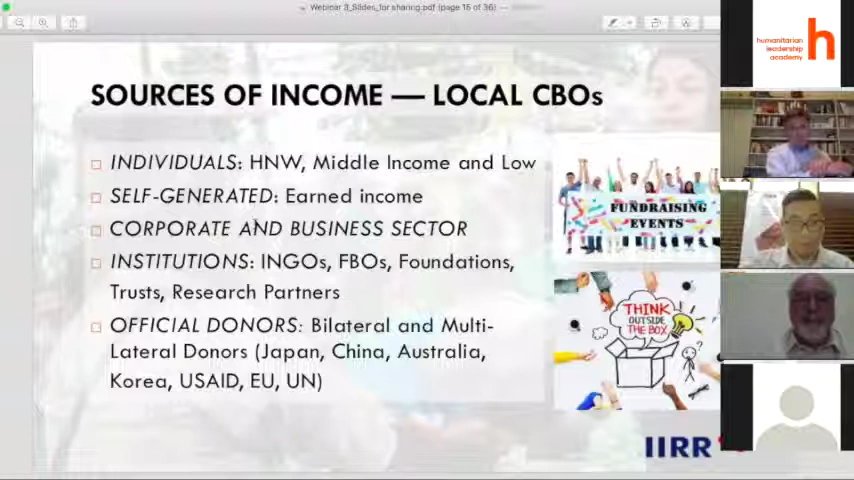 Webinar 3_Slides_for sharing.pdf (page 16 of 36)
SOURCES OF INCOME — LOCAL CBOs
INDIVIDUALS: HNW, Middle Income and Low
SELF-GENERATED: Earned income
CORPORATE AND BUSINESS SECTOR
INSTITUTIONS: INGOs, FBOs, Foundations,
Trusts, Research Partners
OFFICIAL DONORS: Bilateral and Multi-
Lateral Donors (Japan, China, Australia,
Korea, USAID, EU, UN)
FUNDRAISING
EVENTS
THINK
OUTSIDE
THE BOX
IIRR
humanitarian
leadership
academy
h